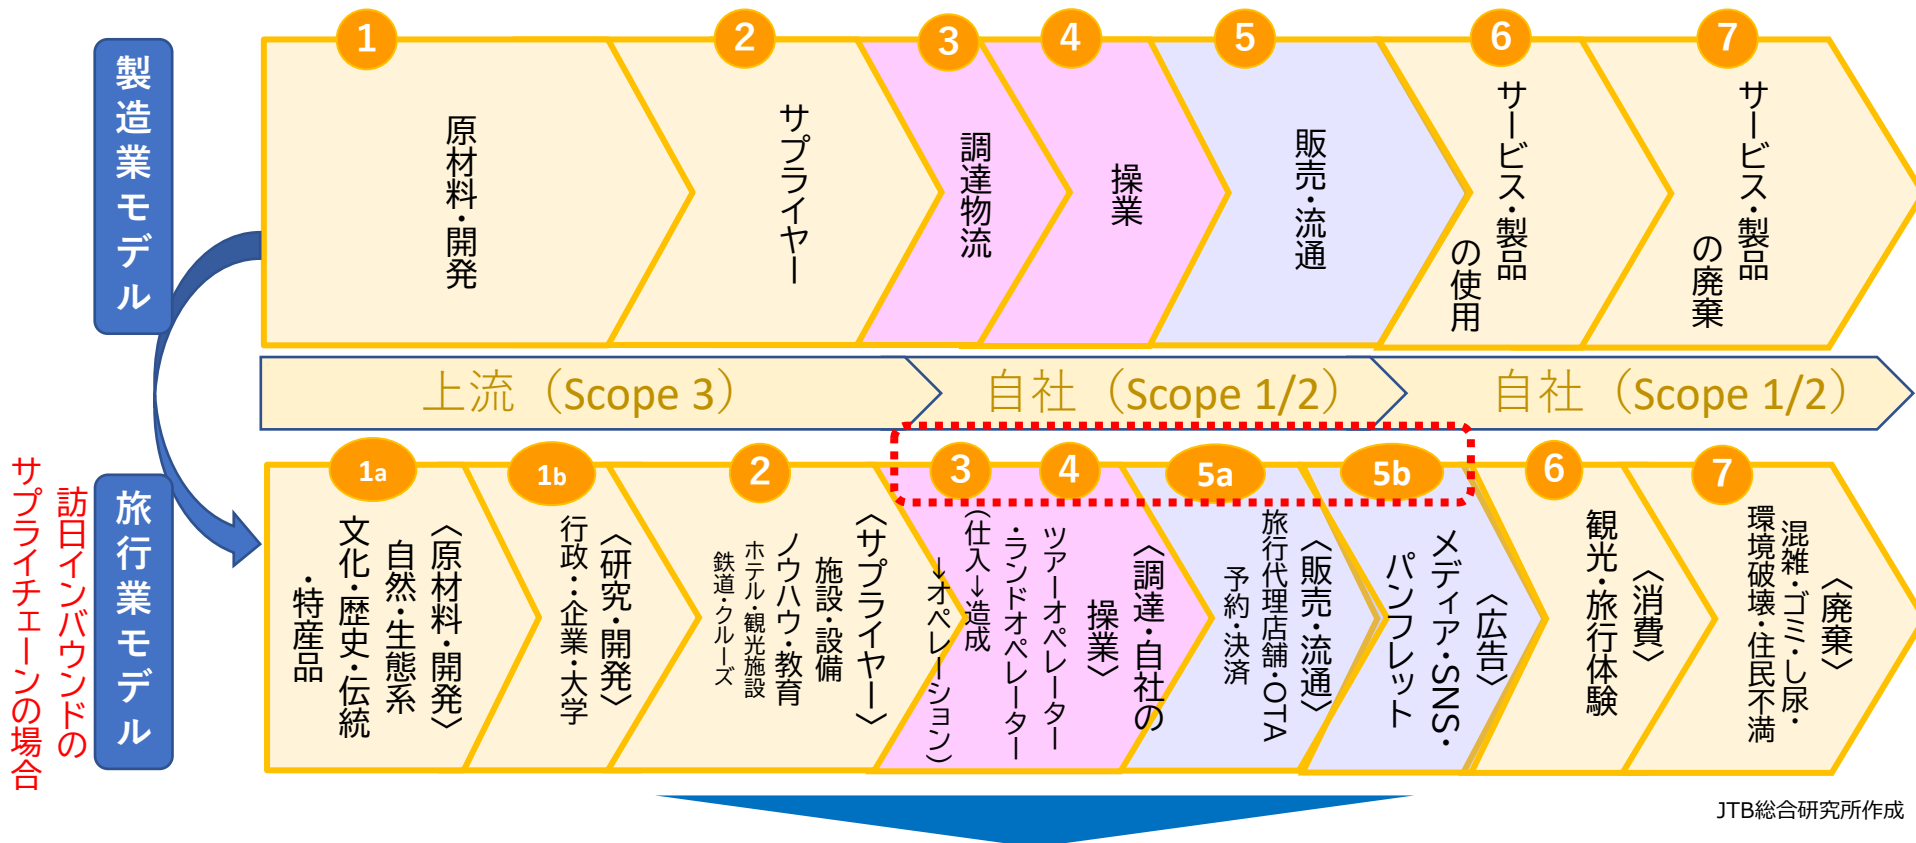 製造業モデル
1
原材料・開発
2
サプライヤー
3
調達物流
4
操業
5
販売・流通
6
サービス・製品
の使用
7
サービス・製品
の廃棄
上流（Scope 3）
自社（Scope 1/2）
自社（Scope 1/2）
訪日インバウンドの
サプライチェーンの場合
旅行業モデル
1a
〈原材料・開発〉
自然・生態系
文化・歴史・伝統
・特産品
1b
〈研究・開発〉
行政・企業・大学
2
〈サプライヤー〉
施設・設備
ノウハウ・教育
ホテル・観光施設
鉄道・クルーズ
3
4
〈調達・自社の
操業〉
ツアーオペレーター
・ランドオペレーター
（仕入→造成
→オペレーション）
5a
〈販売・流通〉
旅行代理店舗・OTA
予約・決済
5b
〈広告〉
メディア・SNS・
パンフレット
6
〈消費〉
観光・旅行体験
7
〈廃棄〉
混雑・ゴミ・し尿・
環境破壊・住民不満
JTB総合研究所作成